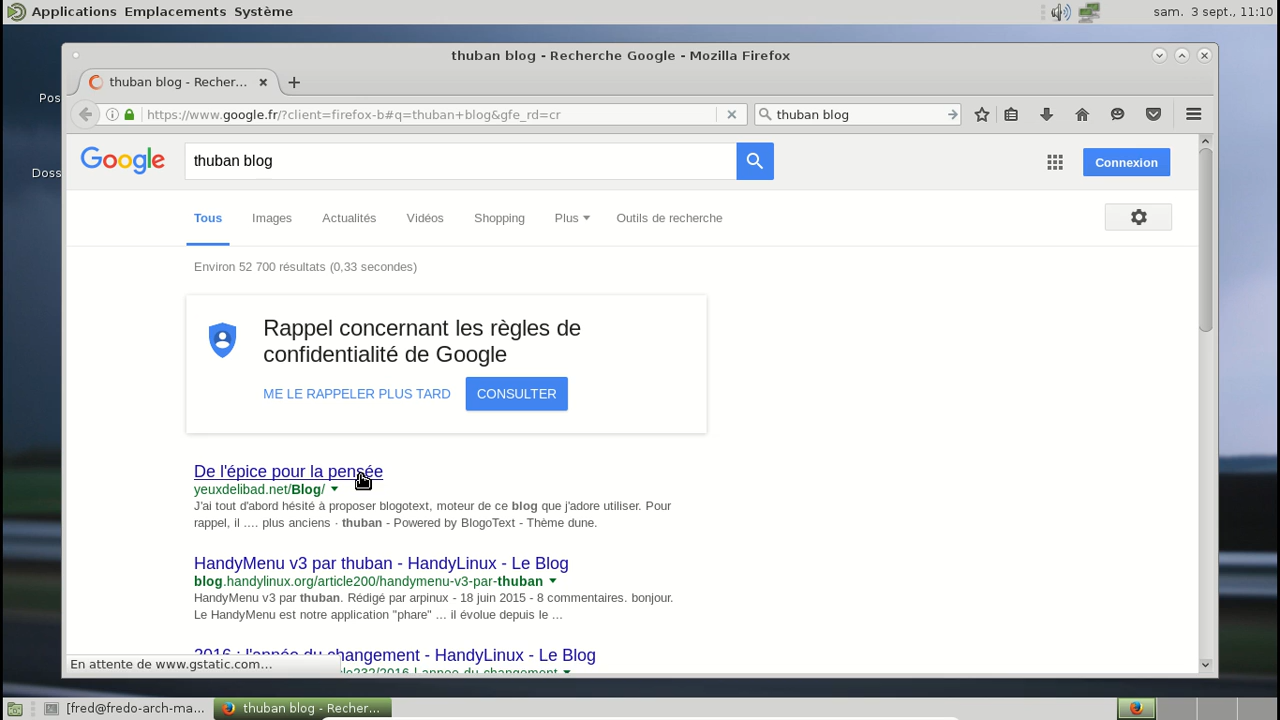 Applications Emplacements Système
sam. 3 sept., 11:10
Pos
Doss
thuban blog - Recherche Google - Mozilla Firefox
thuban blog - Recher...
https://www.google.fr/?client=firefox-b#q=thuban+blog&gfe_rd=cr
thuban blog
Google
thuban blog
Connexion
Tous Images Actualités Vidéos Shopping Plus Outils de recherche
Environ 52 700 résultats (0,33 secondes)
Rappel concernant les règles de
confidentialité de Google
ME LE RAPPELER PLUS TARD CONSULTER
De l'épice pour la pensée
yeuxdelibad.net/Blog/
J'ai tout d'abord hésité à proposer blogotext, moteur de ce blog que j'adore utiliser. Pour
rappel, il .... plus anciens · thuban - Powered by BlogoText - Thème dune.
HandyMenu v3 par thuban - HandyLinux - Le Blog
blog.handylinux.org/article200/handymenu-v3-par-thuban
HandyMenu v3 par thuban. Rédigé par arpinux - 18 juin 2015 - 8 commentaires. bonjour.
Le HandyMenu est notre application "phare" ... il évolue depuis le ...
2016 : l'année du changement - HandyLinux - Le Blog
En attente de www.gstatic.com...
[fred@fredo-arch-ma... thuban blog - Recher...